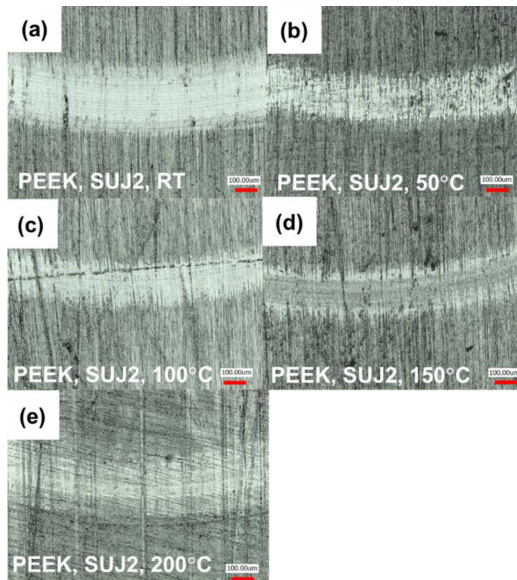 (a)
100.00um
PEEK, SUJ2, RT
(b)
100.00um
PEEK, SUJ2, 50°C
(c)
100.00um
PEEK, SUJ2, 100°C
(d)
100.00um
PEEK, SUJ2, 150°C
(e)
100.00um
PEEK, SUJ2, 200°C